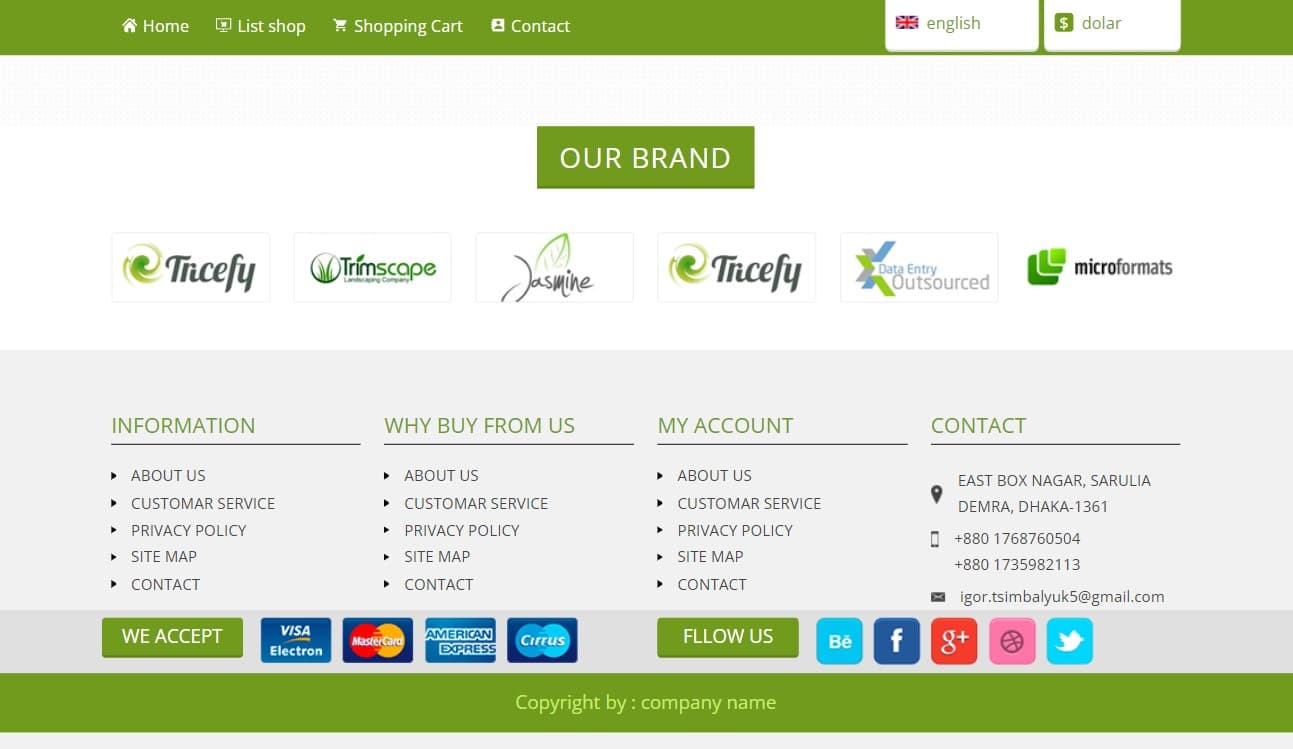 Home List shop Shopping Cart Contact english $ dolar
OUR BRAND
Tricefy
Trimscape
Landscaping Company
Jasmine
Tricefy
Data Entry
Outsourced
microformats
INFORMATION
ABOUT US
CUSTOMAR SERVICE
PRIVACY POLICY
SITE MAP
CONTACT
WHY BUY FROM US
ABOUT US
CUSTOMAR SERVICE
PRIVACY POLICY
SITE MAP
CONTACT
MY ACCOUNT
ABOUT US
CUSTOMAR SERVICE
PRIVACY POLICY
SITE MAP
CONTACT
CONTACT
EAST BOX NAGAR, SARULIA
DEMRA, DHAKA-1361
+880 1768760504
+880 1735982113
igor.tsimbalyuk5@gmail.com
WE ACCEPT
VISA
Electron
MasterCard
AMERICAN
EXPRESS
Cirrus
FLLOW US
Bē
f
g+
Copyright by : company name